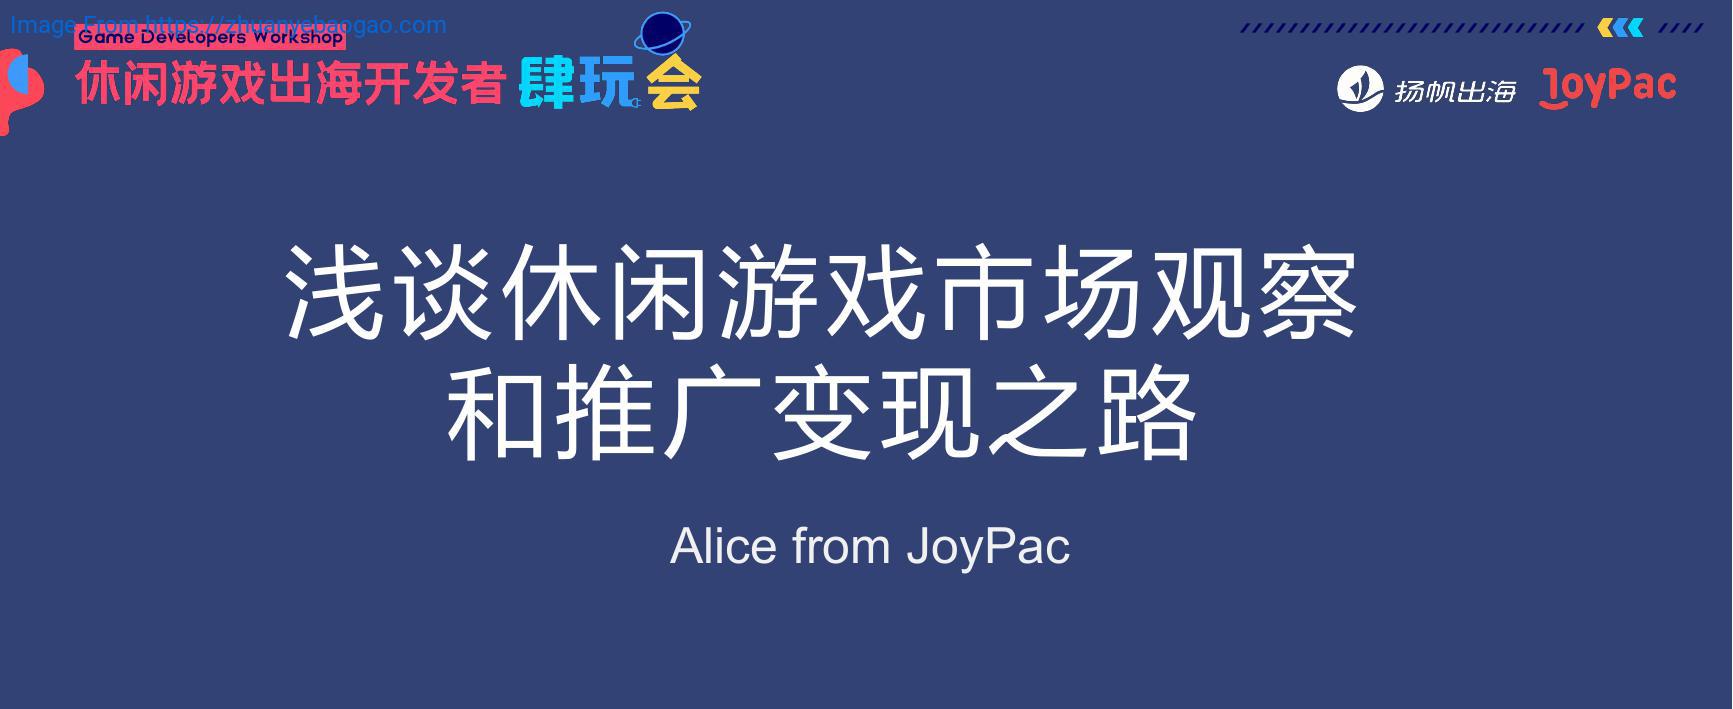 Image From https://zhuanyebaogao.com
Game Developers Workshop
休闲游戏出海开发者肆玩会
扬帆出海 JoyPac
浅谈休闲游戏市场观察
和推广变现之路
Alice from JoyPac